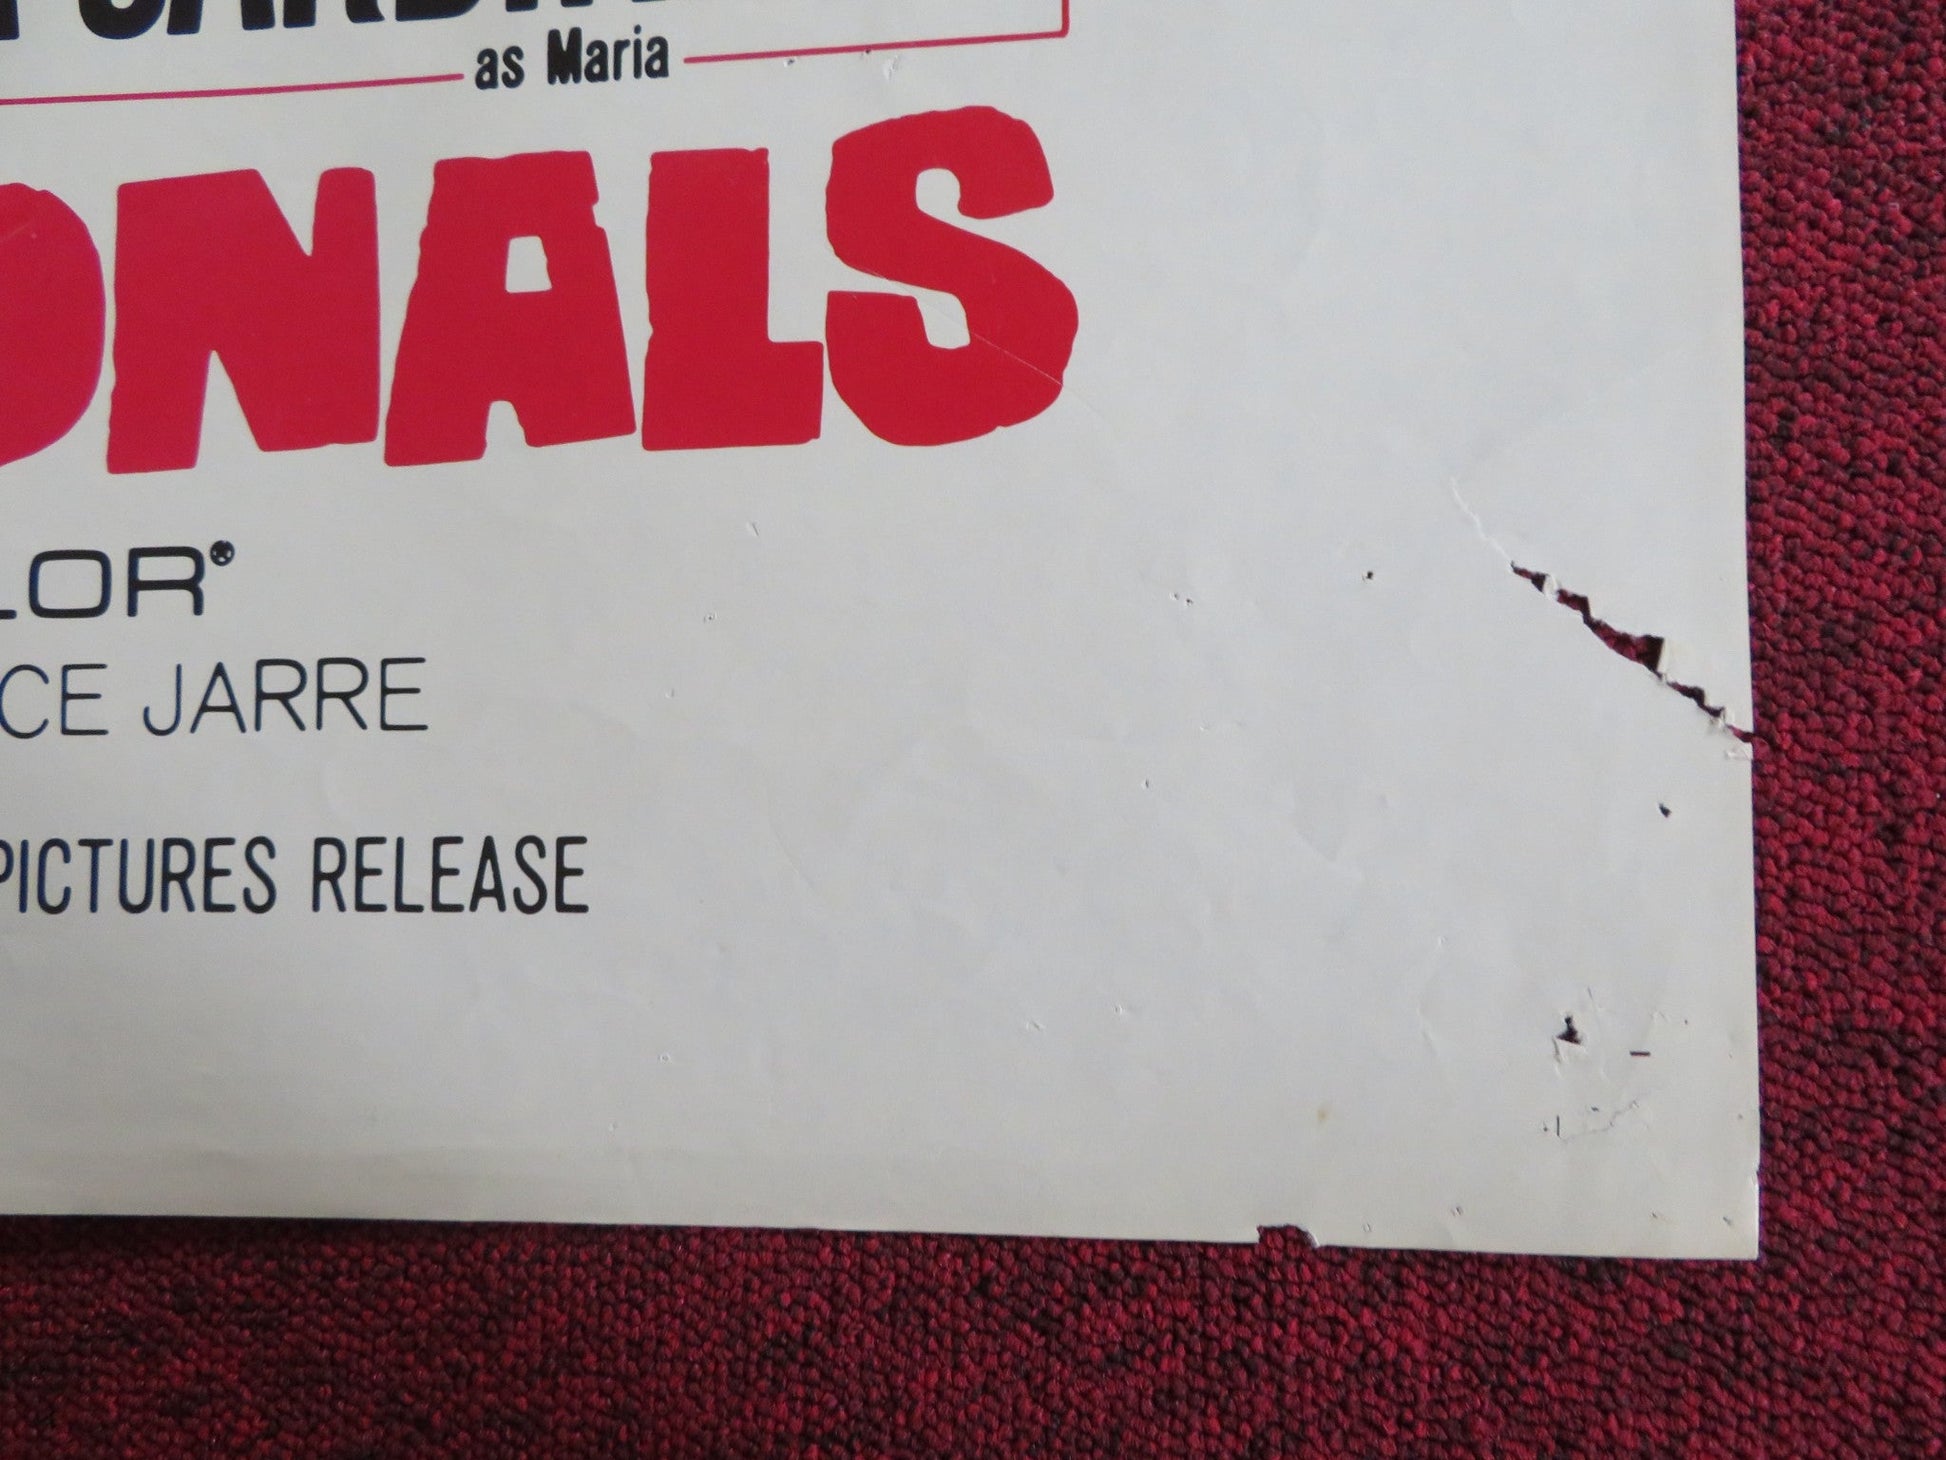 as Maria
ONALS
LOR®
CE JARRE
PICTURES RELEASE